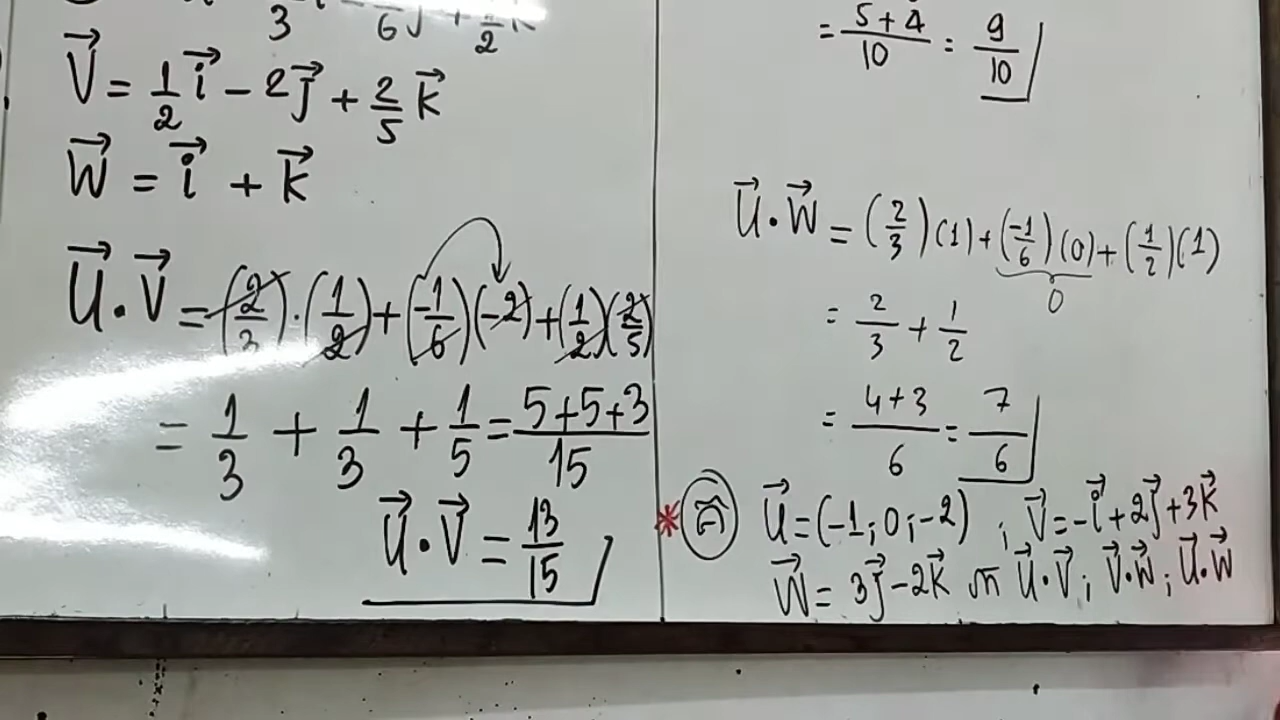 3 6 2
V⃗ = 1/2 i⃗ - 2j⃗ + 2/5 k⃗
W⃗ = i⃗ + k⃗
U⃗ . V⃗ = (2/3).(1/2)+(-1/6)(-2)+(1/2)(2/5)
= 1/3 + 1/3 + 1/5 = 5+5+3/15
U⃗ . V⃗ = 13/15
= 5+4/10 = 9/10
U⃗ . W⃗ = (2/3)(1)+(-1/6)(0)+(1/2)(1)
0
= 2/3 + 1/2
= 4+3/6 = 7/6
* U⃗ = (-1; 0; -2) ; V⃗ = -i⃗+2j⃗+3k⃗
W⃗ = 3j⃗ - 2k⃗ U⃗.V⃗ ; V⃗.W⃗ ; U⃗.W⃗